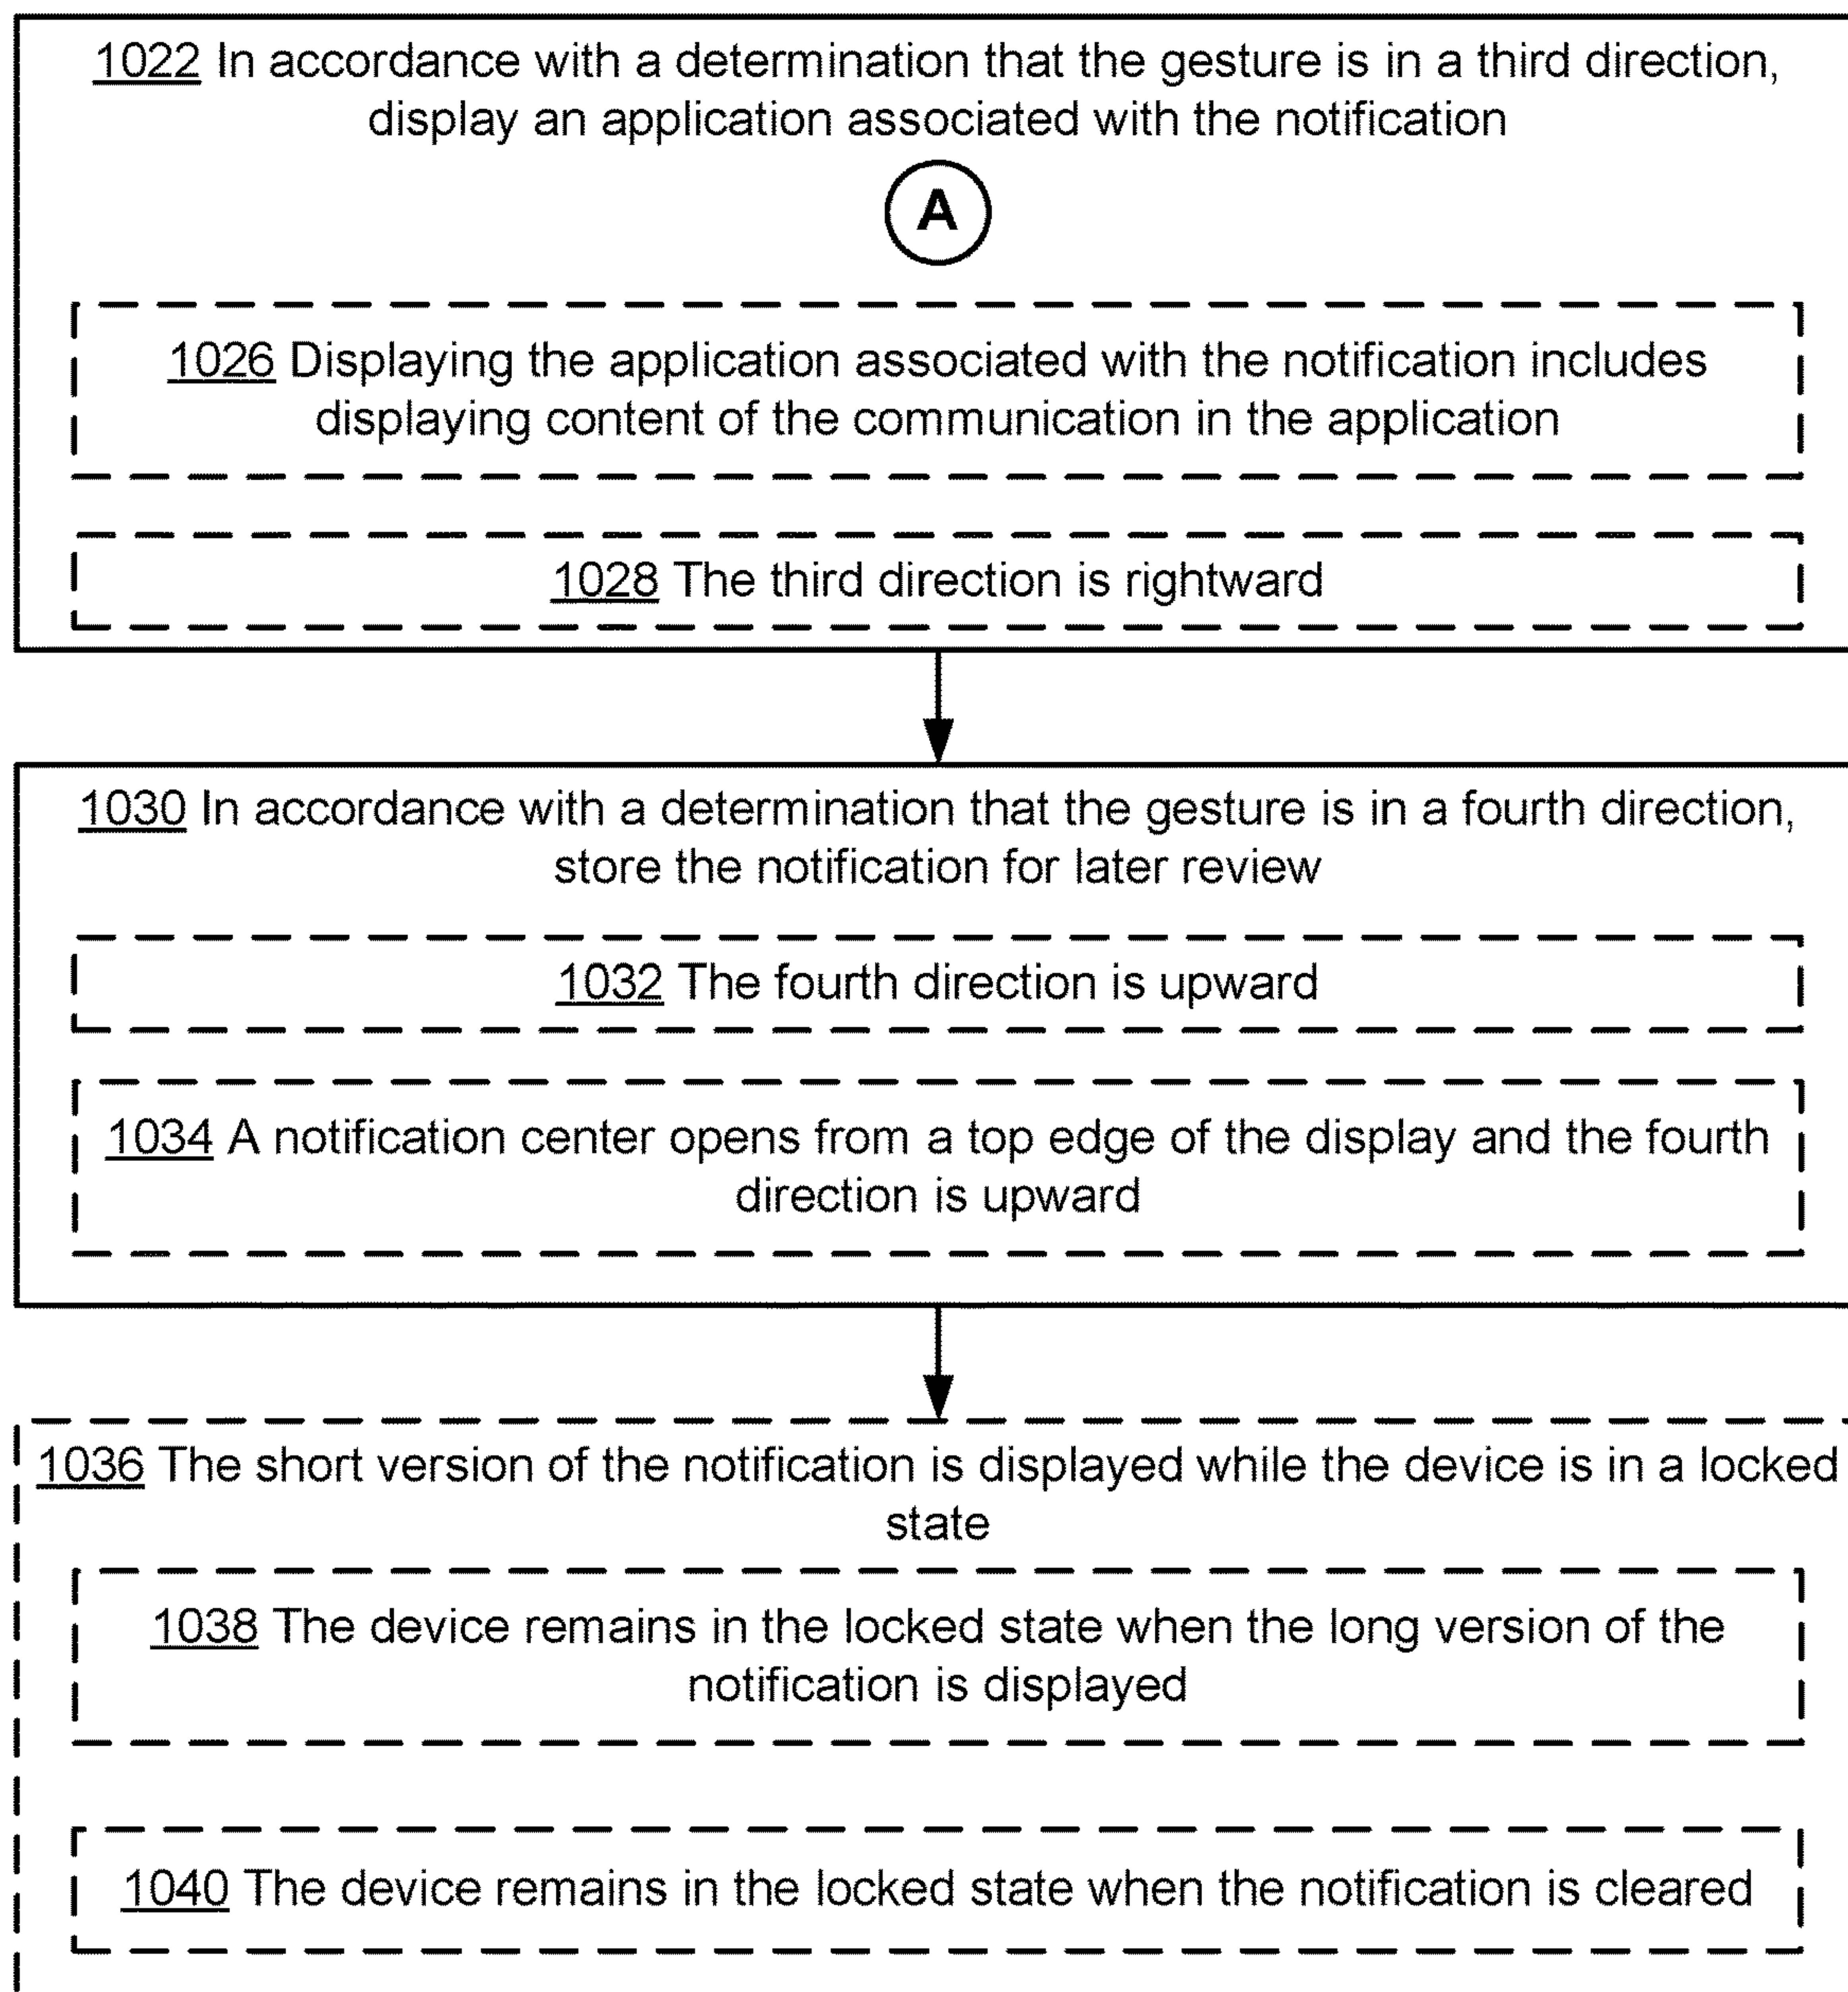 1022 In accordance with a determination that the gesture is in a third direction,
display an application associated with the notification
A
1026 Displaying the application associated with the notification includes
displaying content of the communication in the application
1028 The third direction is rightward
1030 In accordance with a determination that the gesture is in a fourth direction,
store the notification for later review
1032 The fourth direction is upward
1034 A notification center opens from a top edge of the display and the fourth
direction is upward
1036 The short version of the notification is displayed while the device is in a locked
state
1038 The device remains in the locked state when the long version of the
notification is displayed
1040 The device remains in the locked state when the notification is cleared